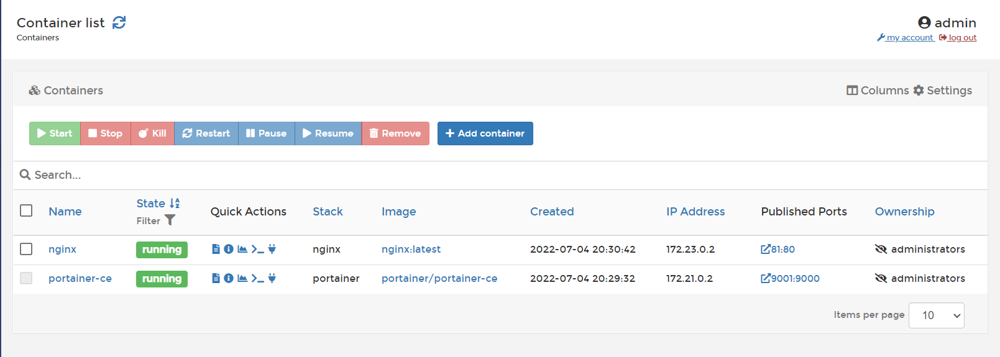 Container list
Containers
admin
my account log out
Containers
Columns Settings
Start Stop Kill Restart Pause Resume Remove Add container
Search...
Name State Filter Quick Actions Stack Image Created IP Address Published Ports Ownership
nginx running nginx nginx:latest 2022-07-04 20:30:42 172.23.0.2 81:80 administrators
portainer-ce running portainer portainer/portainer-ce 2022-07-04 20:29:32 172.21.0.2 9001:9000 administrators
Items per page 10